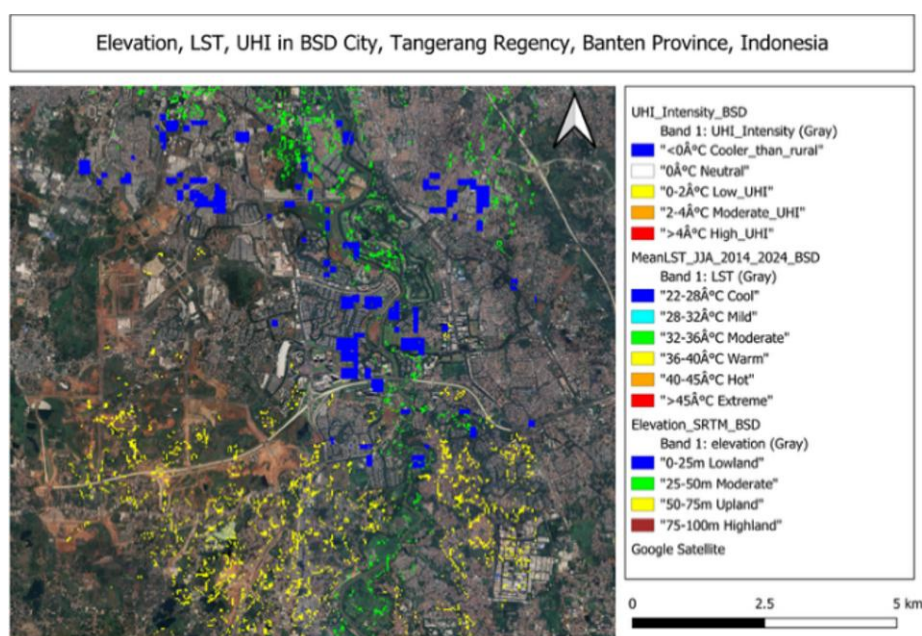 Elevation, LST, UHI in BSD City, Tangerang Regency, Banten Province, Indonesia
UHI_Intensity_BSD
Band 1: UHI_Intensity (Gray)
"<0Â°C Cooler_than_rural"
"0Â°C Neutral"
"0-2Â°C Low_UHI"
"2-4Â°C Moderate_UHI"
">4Â°C High_UHI"
MeanLST_JJA_2014_2024_BSD
Band 1: LST (Gray)
"22-28Â°C Cool"
"28-32Â°C Mild"
"32-36Â°C Moderate"
"36-40Â°C Warm"
"40-45Â°C Hot"
">45Â°C Extreme"
Elevation_SRTM_BSD
Band 1: elevation (Gray)
"0-25m Lowland"
"25-50m Moderate"
"50-75m Upland"
"75-100m Highland"
Google Satellite
0 2.5 5 km